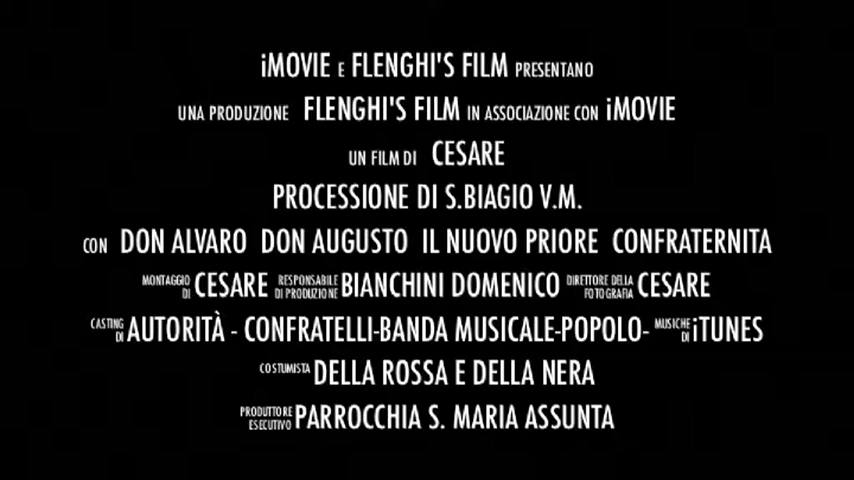 iMOVIE E FLENGHI'S FILM PRESENTANO
UNA PRODUZIONE FLENGHI'S FILM IN ASSOCIAZIONE CON iMOVIE
UN FILM DI CESARE
PROCESSIONE DI S.BIAGIO V.M.
CON DON ALVARO DON AUGUSTO IL NUOVO PRIORE CONFRATERNITA
MONTAGGIO DI CESARE RESPONSABILE DI PRODUZIONE BIANCHINI DOMENICO DIRETTORE DELLA FOTOGRAFIA CESARE
CASTING DI AUTORITÀ - CONFRATELLI-BANDA MUSICALE-POPOLO- MUSICHE DI iTUNES
COSTUMISTA DELLA ROSSA E DELLA NERA
PRODUTTORE ESECUTIVO PARROCCHIA S. MARIA ASSUNTA